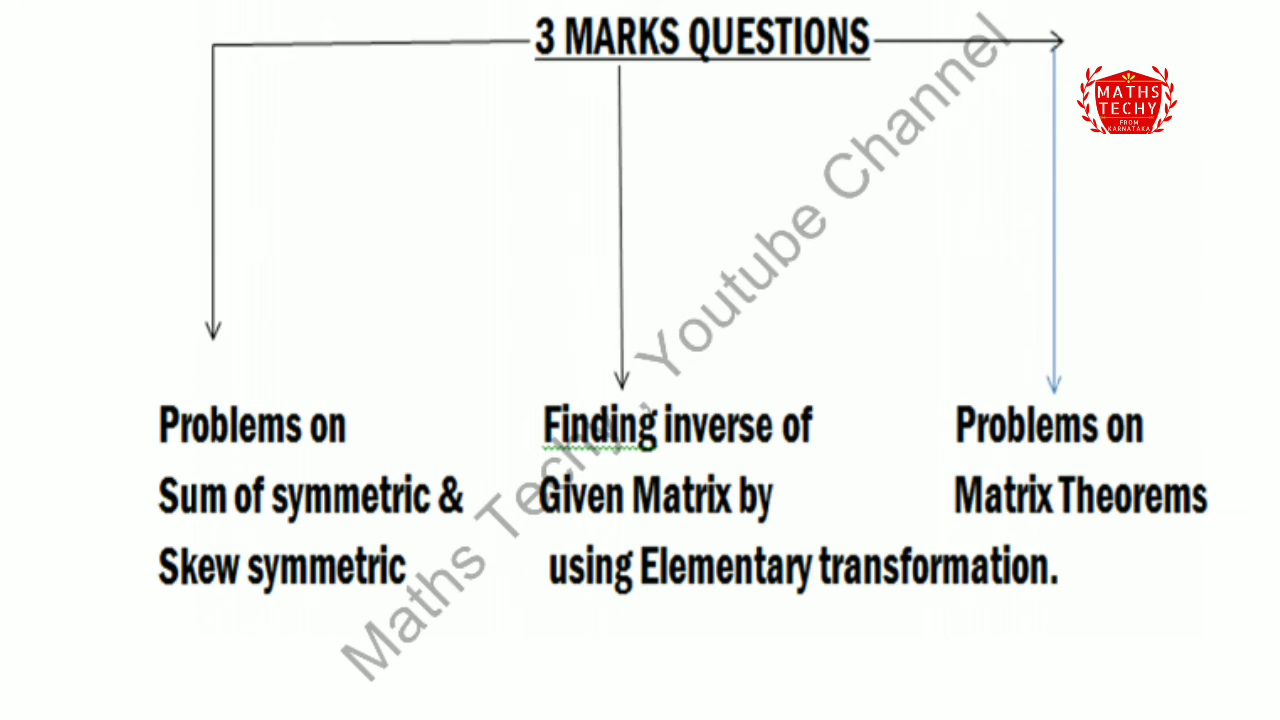 3 MARKS QUESTIONS
MATHS
TECHY
FROM
KARNATAKA
Problems on
Sum of symmetric &
Skew symmetric
Finding inverse of
Given Matrix by
using Elementary transformation.
Problems on
Matrix Theorems
Maths Techy , Youtube Channel